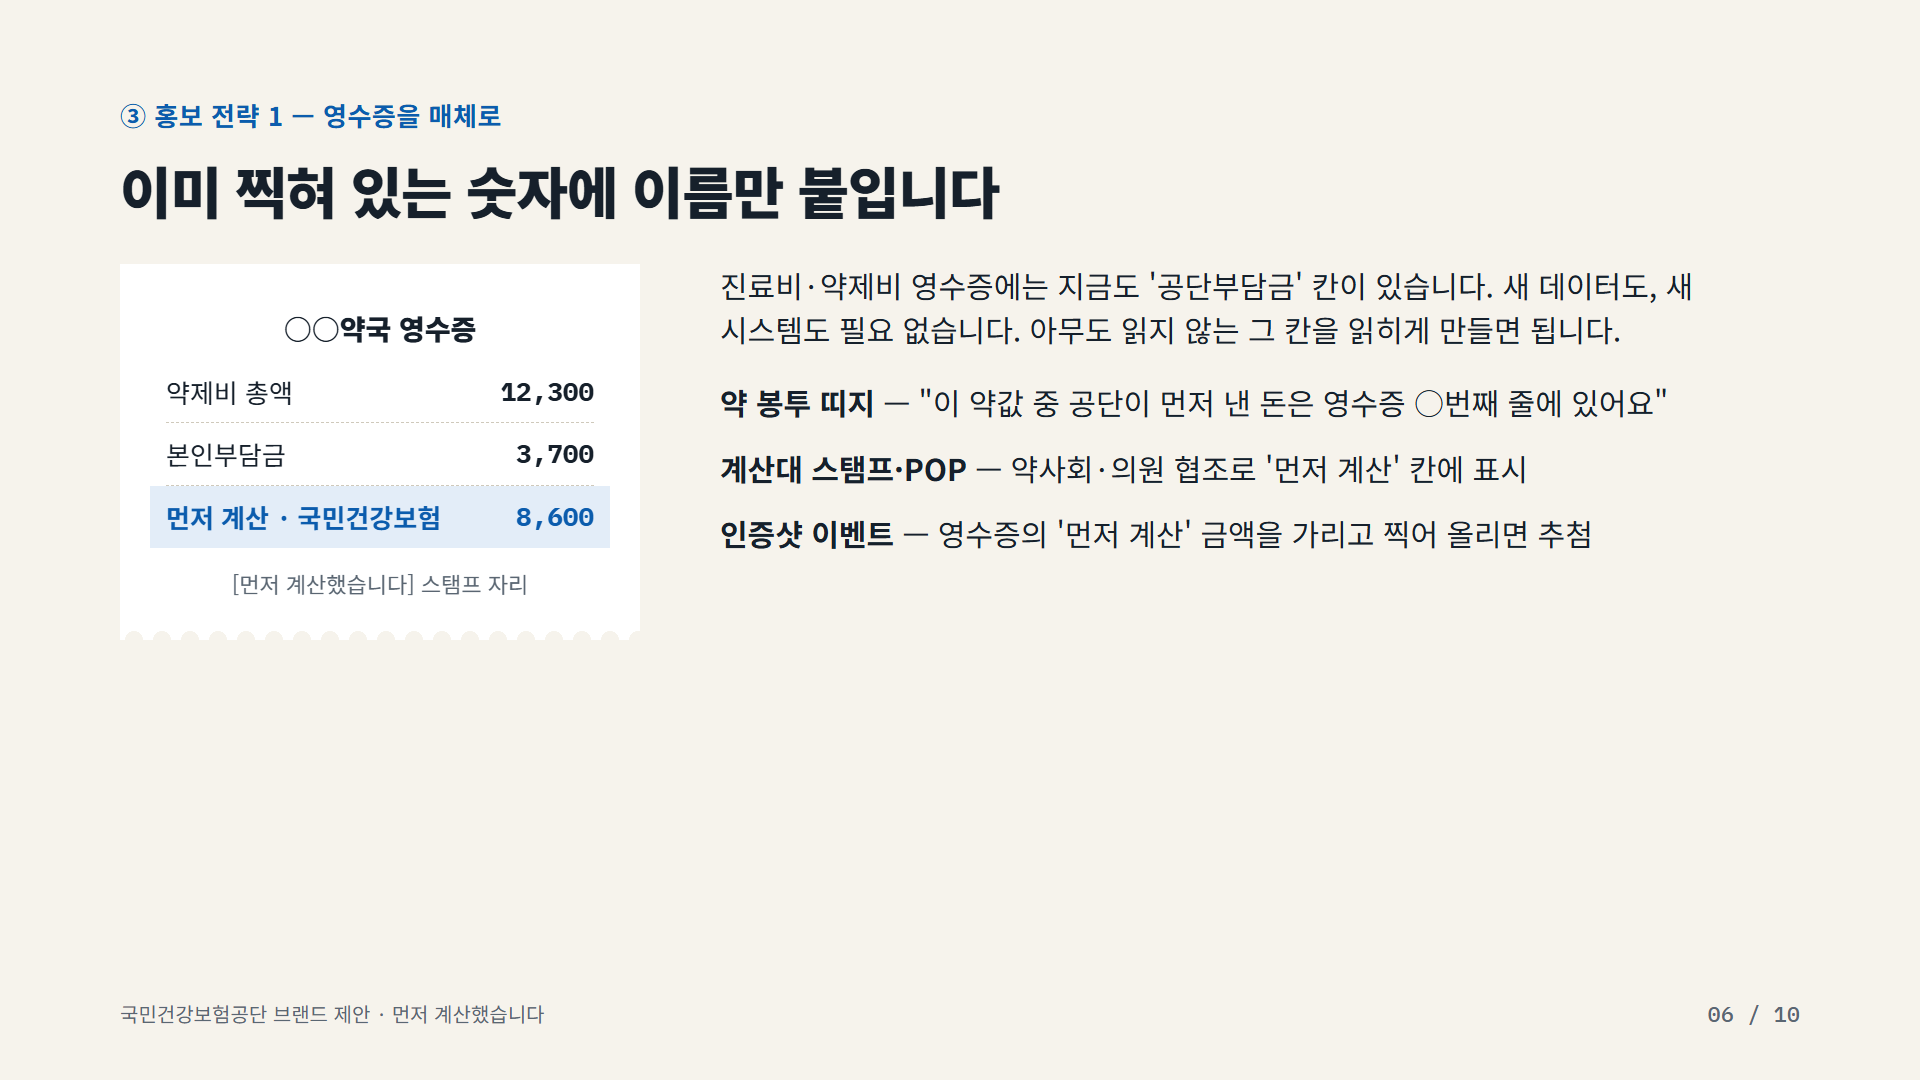 ③ 홍보 전략 1 — 영수증을 매체로
이미 찍혀 있는 숫자에 이름만 붙입니다
○○약국 영수증
약제비 총액 12,300
본인부담금 3,700
먼저 계산 · 국민건강보험 8,600
[먼저 계산했습니다] 스탬프 자리
진료비·약제비 영수증에는 지금도 '공단부담금' 칸이 있습니다. 새 데이터도, 새
시스템도 필요 없습니다. 아무도 읽지 않는 그 칸을 읽히게 만들면 됩니다.
약 봉투 띠지 — "이 약값 중 공단이 먼저 낸 돈은 영수증 ○번째 줄에 있어요"
계산대 스탬프·POP — 약사회·의원 협조로 '먼저 계산' 칸에 표시
인증샷 이벤트 — 영수증의 '먼저 계산' 금액을 가리고 찍어 올리면 추첨
국민건강보험공단 브랜드 제안 · 먼저 계산했습니다
06 / 10